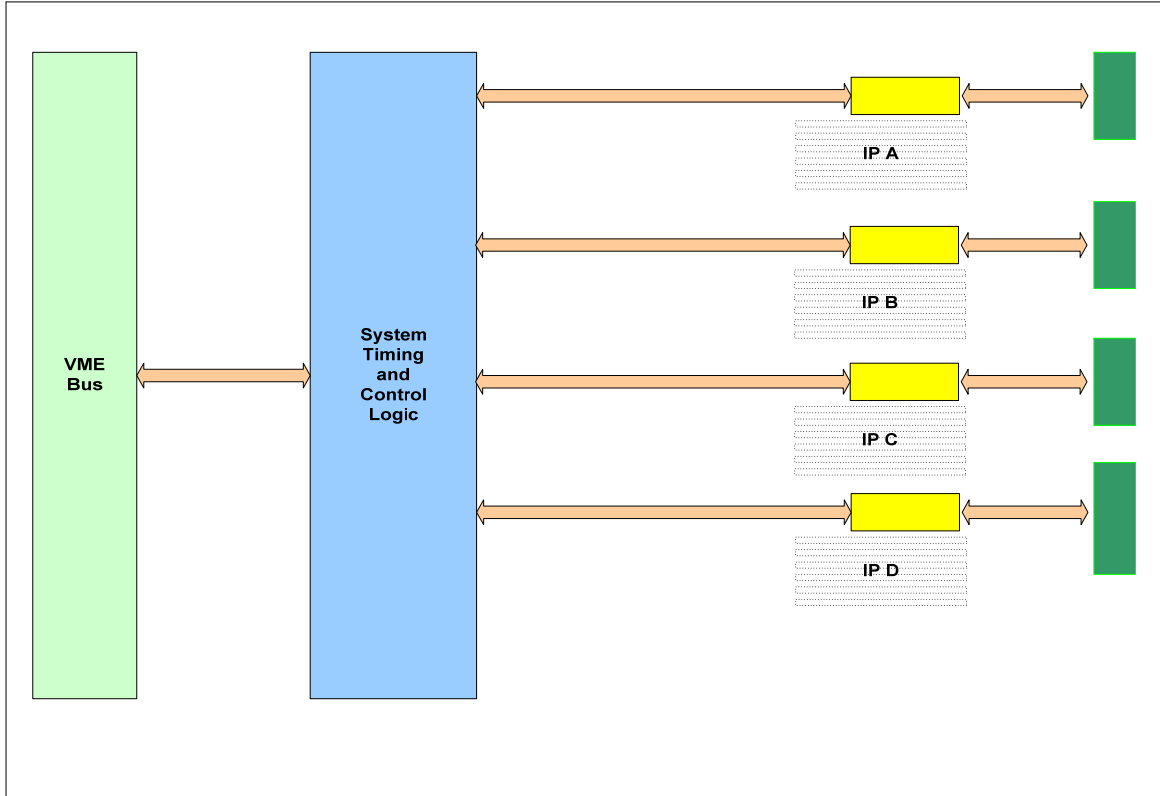 VME
Bus
System
Timing
and
Control
Logic
IP A
IP B
IP C
IP D